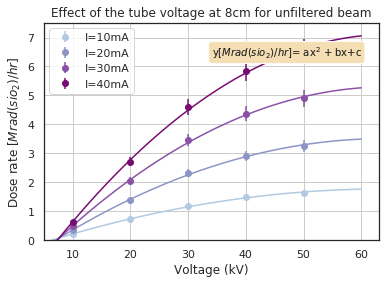 Effect of the tube voltage at 8cm for unfiltered beam
I=10mA
I=20mA
I=30mA
I=40mA
y[Mrad(sio₂)/hr]= ax² + bx+c
Dose rate [Mrad(sio₂)/hr]
7
6
5
4
3
2
1
0
10 20 30 40 50 60
Voltage (kV)